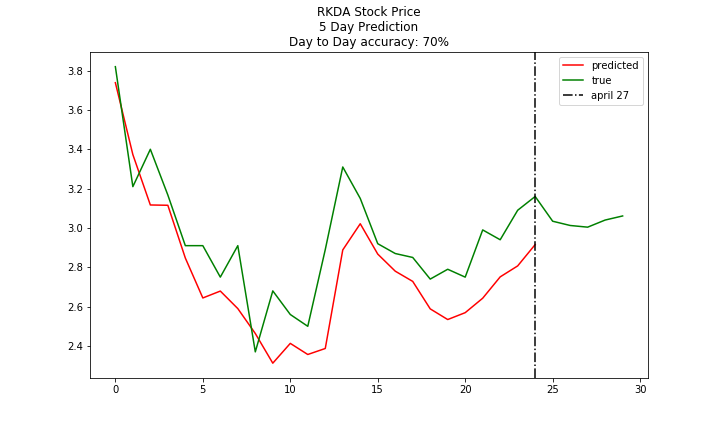 RKDA Stock Price
5 Day Prediction
Day to Day accuracy: 70%
predicted
true
april 27
3.8
3.6
3.4
3.2
3.0
2.8
2.6
2.4
0 5 10 15 20 25 30